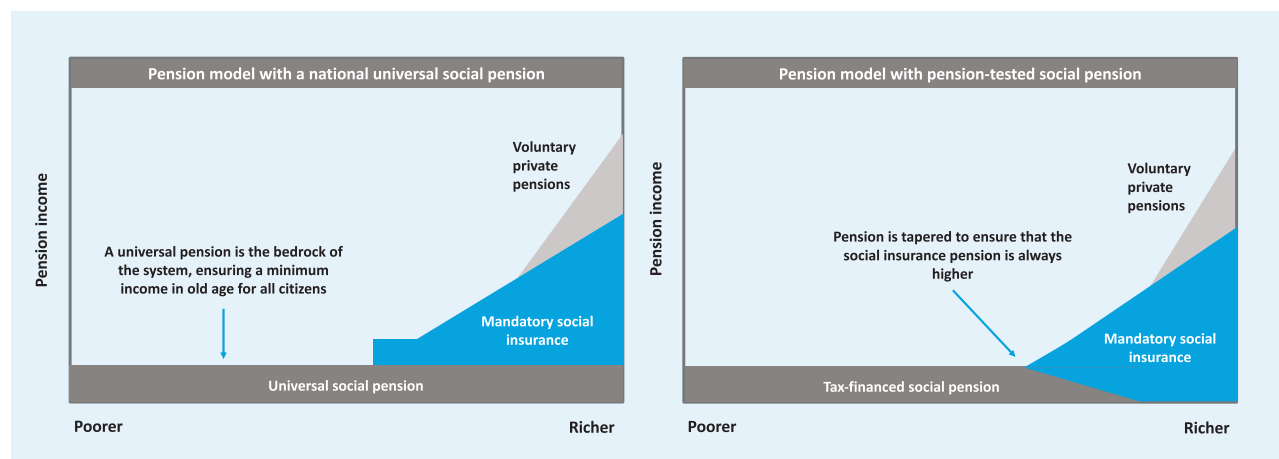 Pension model with a national universal social pension
Pension income
Voluntary
private
pensions
A universal pension is the bedrock of
the system, ensuring a minimum
income in old age for all citizens
Mandatory social
insurance
Universal social pension
Poorer
Richer
Pension model with pension-tested social pension
Pension income
Voluntary
private
pensions
Pension is tapered to ensure that the
social insurance pension is always
higher
Mandatory social
insurance
Tax-financed social pension
Poorer
Richer